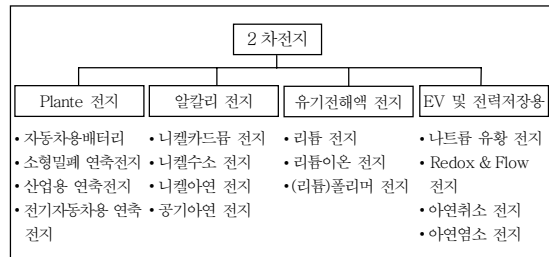 2차전지
Plante 전지
• 자동차용배터리
• 소형밀폐 연축전지
• 산업용 연축전지
• 전기자동차용 연축
전지
알칼리 전지
• 니켈카드뮴 전지
• 니켈수소 전지
• 니켈아연 전지
• 공기아연 전지
유기전해액 전지
• 리튬 전지
• 리튬이온 전지
• (리튬)폴리머 전지
EV 및 전력저장용
• 나트륨 유황 전지
• Redox & Flow
전지
• 아연취소 전지
• 아연염소 전지